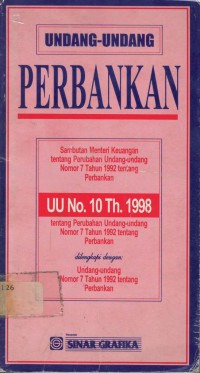 UNDANG-UNDANG
PERBANKAN
Sambutan Menteri Keuangan
tentang Perubahan Undang-undang
Nomor 7 Tahun 1992 tentang
Perbankan
UU No. 10 Th. 1998
tentang Perubahan Undang-undang
Nomor 7 Tahun 1992 tentang
Perbankan
dilengkapi dengan:
Undang-undang
Nomor 7 Tahun 1992 tentang
Perbankan
126
Penerbit
SINAR GRAFIKA